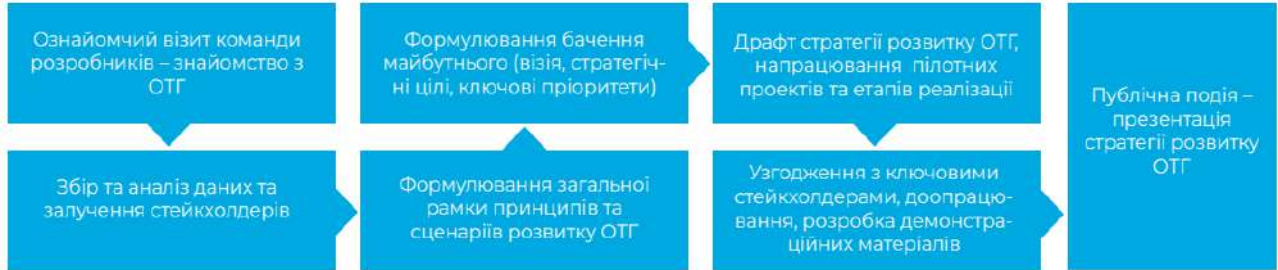 Ознайомчий візит команди
розробників – знайомство з
ОТГ
Збір та аналіз даних та
залучення стейкхолдерів
Формулювання загальної
рамки принципів та
сценаріїв розвитку ОТГ
Формулювання бачення
майбутнього (візія, стратегіч-
ні цілі, ключові пріоритети)
Драфт стратегії розвитку ОТГ,
напрацювання пілотних
проектів та етапів реалізації
Узгодження з ключовими
стейкхолдерами, доопрацю-
вання, розробка демонстра-
ційних матеріалів
Публічна подія –
презентація
стратегії розвитку
ОТГ